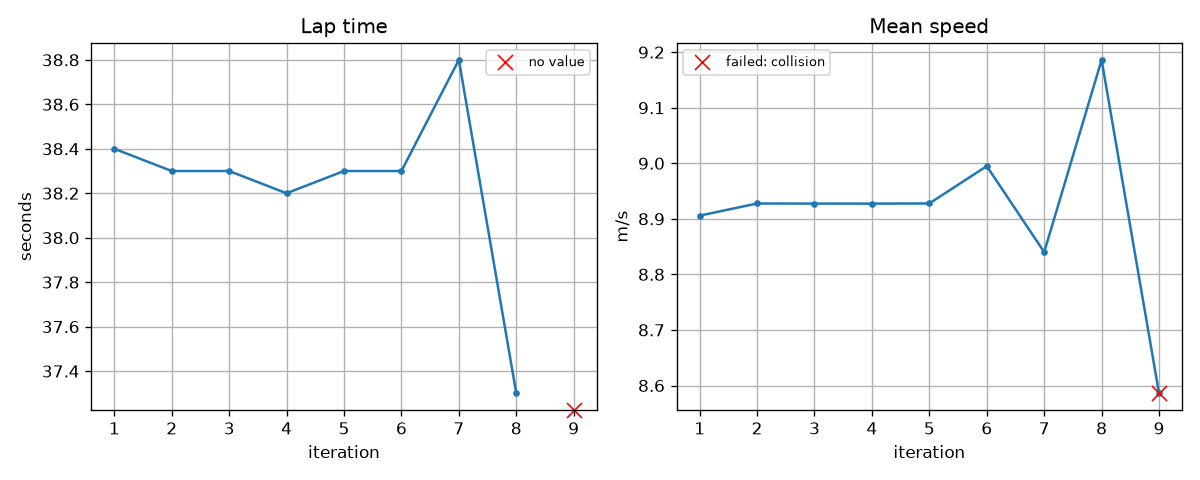 Lap time
38.8
38.6
38.4
38.2
38.0
37.8
37.6
37.4
seconds
no value
1 2 3 4 5 6 7 8 9
iteration
Mean speed
9.2
9.1
9.0
8.9
8.8
8.7
8.6
m/s
failed: collision
1 2 3 4 5 6 7 8 9
iteration